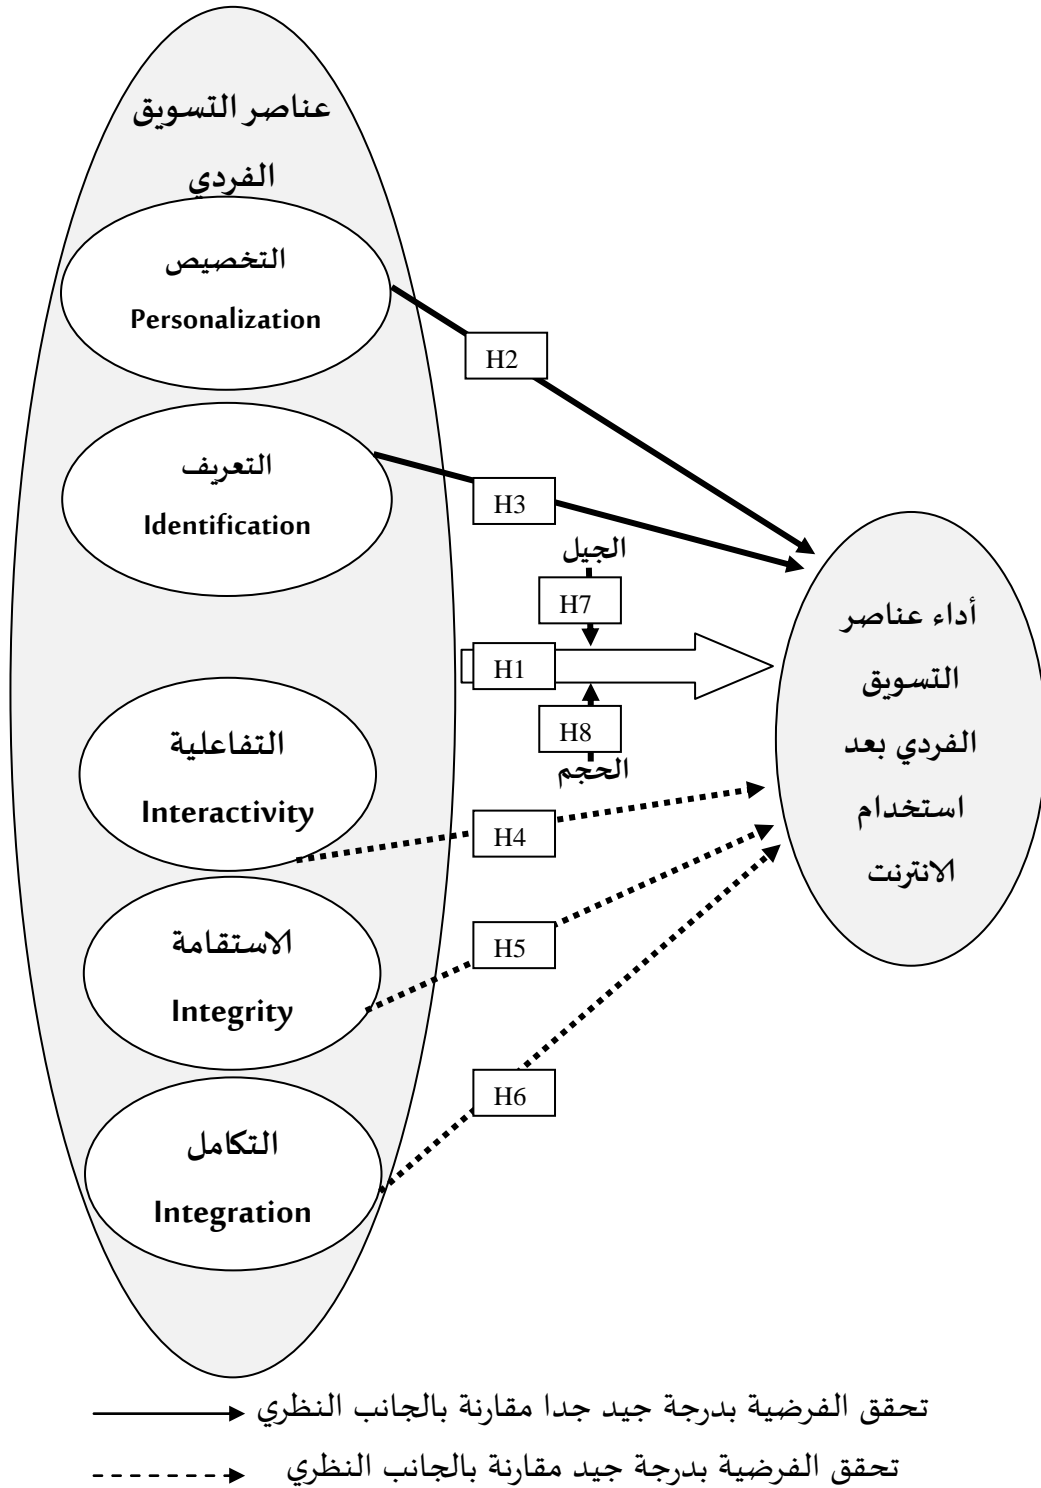 عناصر التسويق
الفردي
التخصيص
Personalization
H2
التعريف
Identification
H3
الجيل
H7
H1
H8
الحجم
أداء عناصر
التسويق
الفردي بعد
استخدام
الانترنت
التفاعلية
Interactivity
H4
الاستقامة
Integrity
H5
التكامل
Integration
H6
تحقق الفرضية بدرجة جيد جدا مقارنة بالجانب النظري
تحقق الفرضية بدرجة جيد مقارنة بالجانب النظري